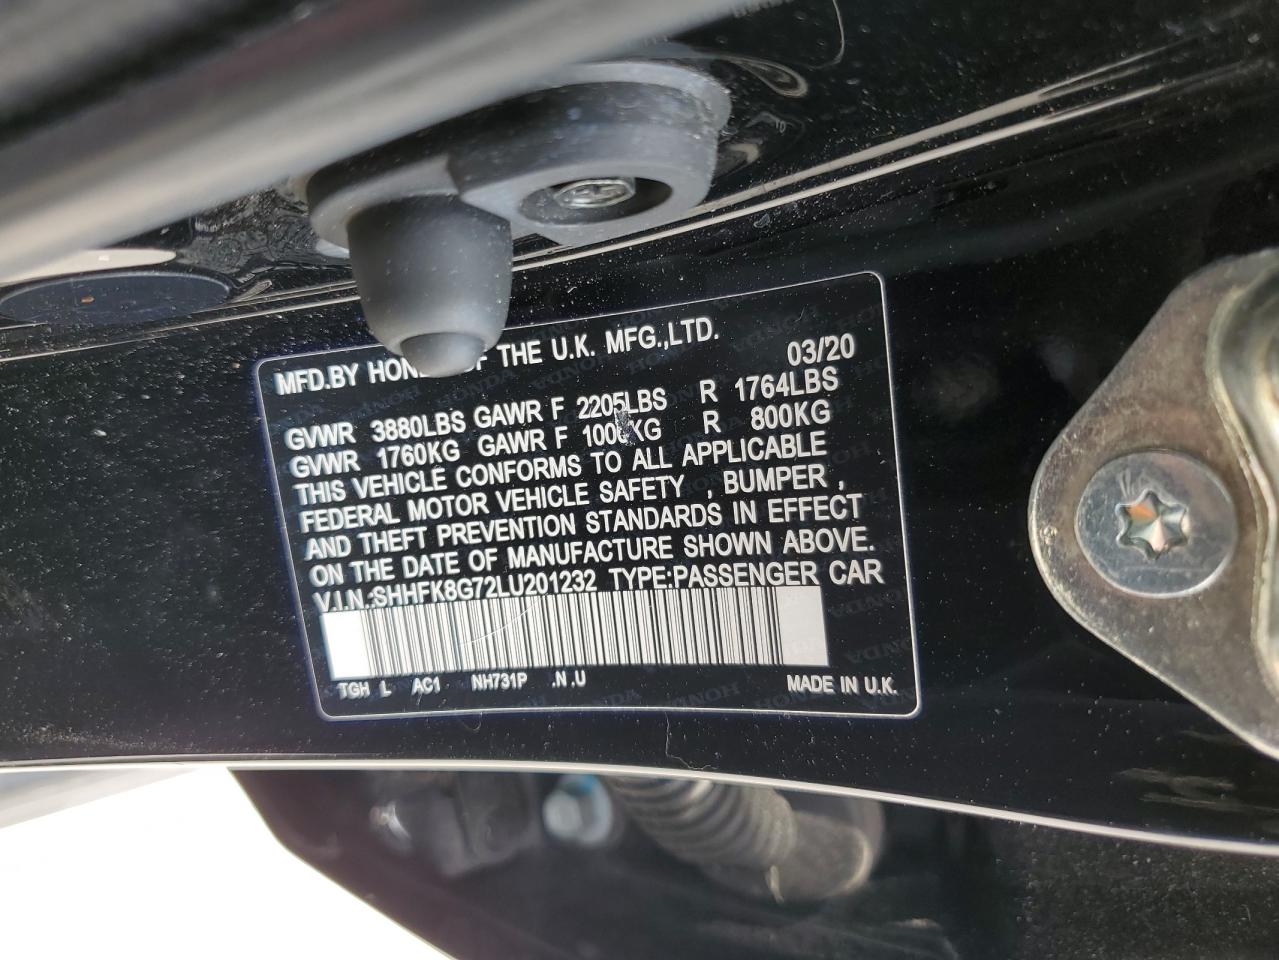 MFD.BY OF THE U.K. MFG.,LTD.
03/20
GVWR 3880LBS GAWR F 2205LBS R 1764LBS
GVWR 1760KG GAWR F R 800KG
THIS VEHICLE CONFORMS TO ALL APPLICABLE
FEDERAL MOTOR VEHICLE SAFETY , BUMPER ,
AND THEFT PREVENTION STANDARDS IN EFFECT
ON THE DATE OF MANUFACTURE SHOWN ABOVE.
V.I.N.:SHHFK8G72LU201232 TYPE:PASSENGER CAR
TGH L AC1 NH731P .N .U MADE IN U.K.